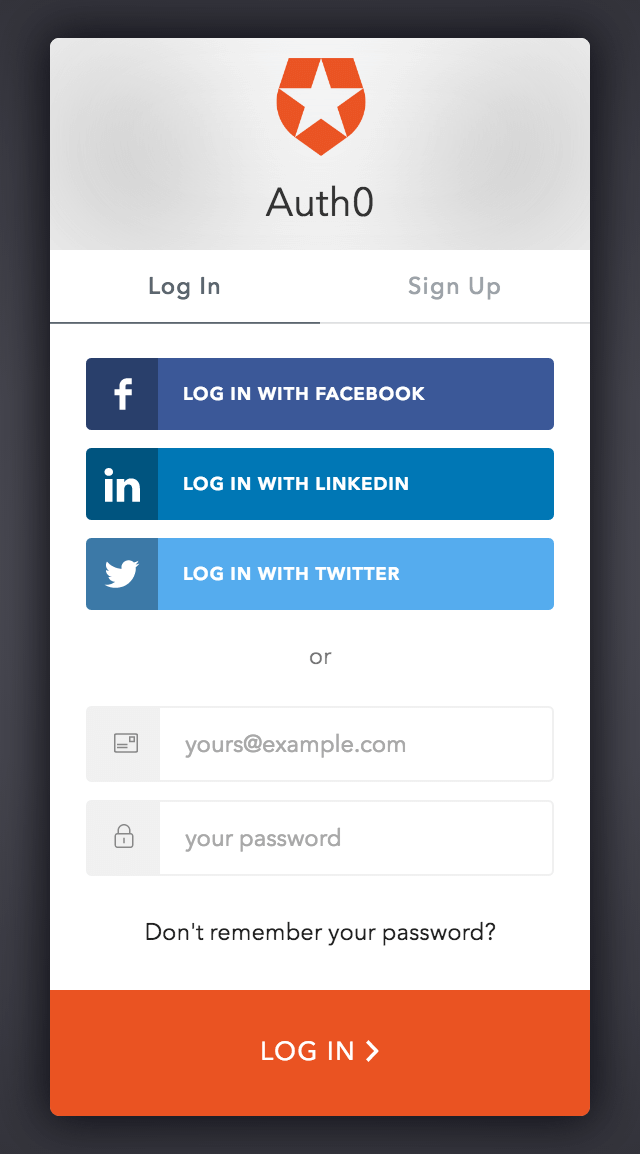 Auth0
Log In
Sign Up
LOG IN WITH FACEBOOK
LOG IN WITH LINKEDIN
LOG IN WITH TWITTER
or
yours@example.com
your password
Don't remember your password?
LOG IN